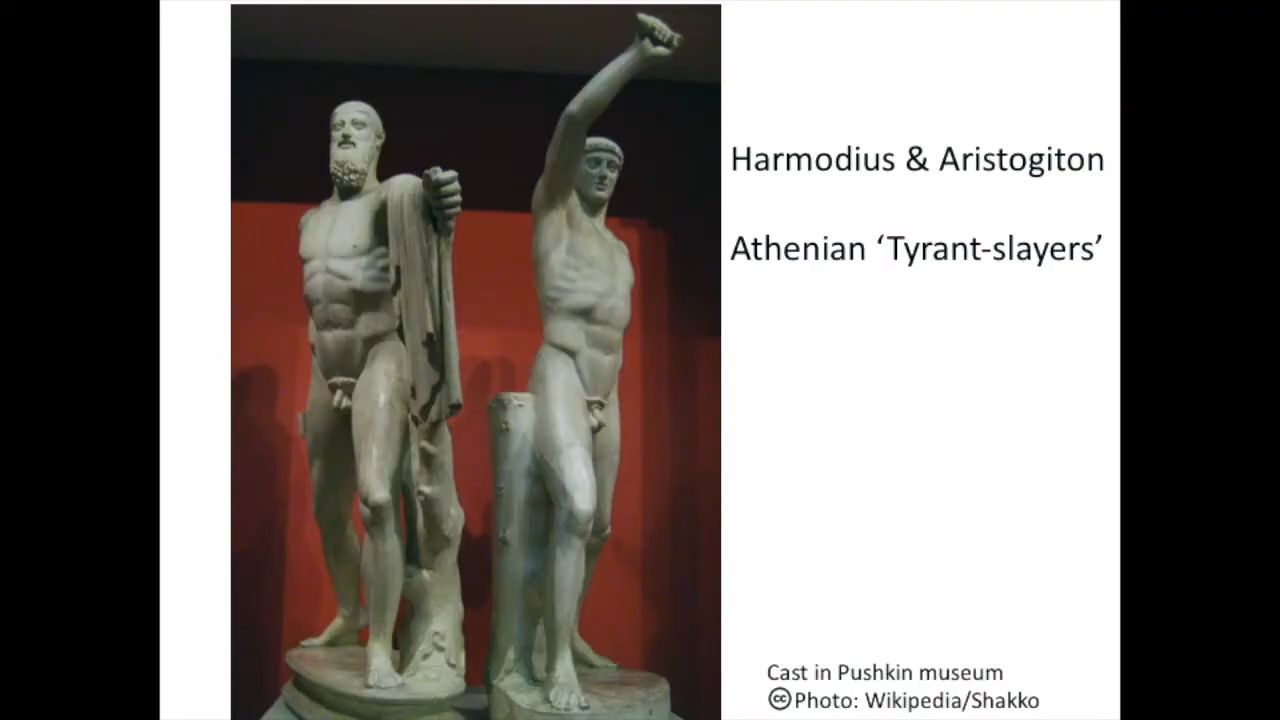 Harmodius & Aristogiton
Athenian ‘Tyrant-slayers’
Cast in Pushkin museum
🅭Photo: Wikipedia/Shakko